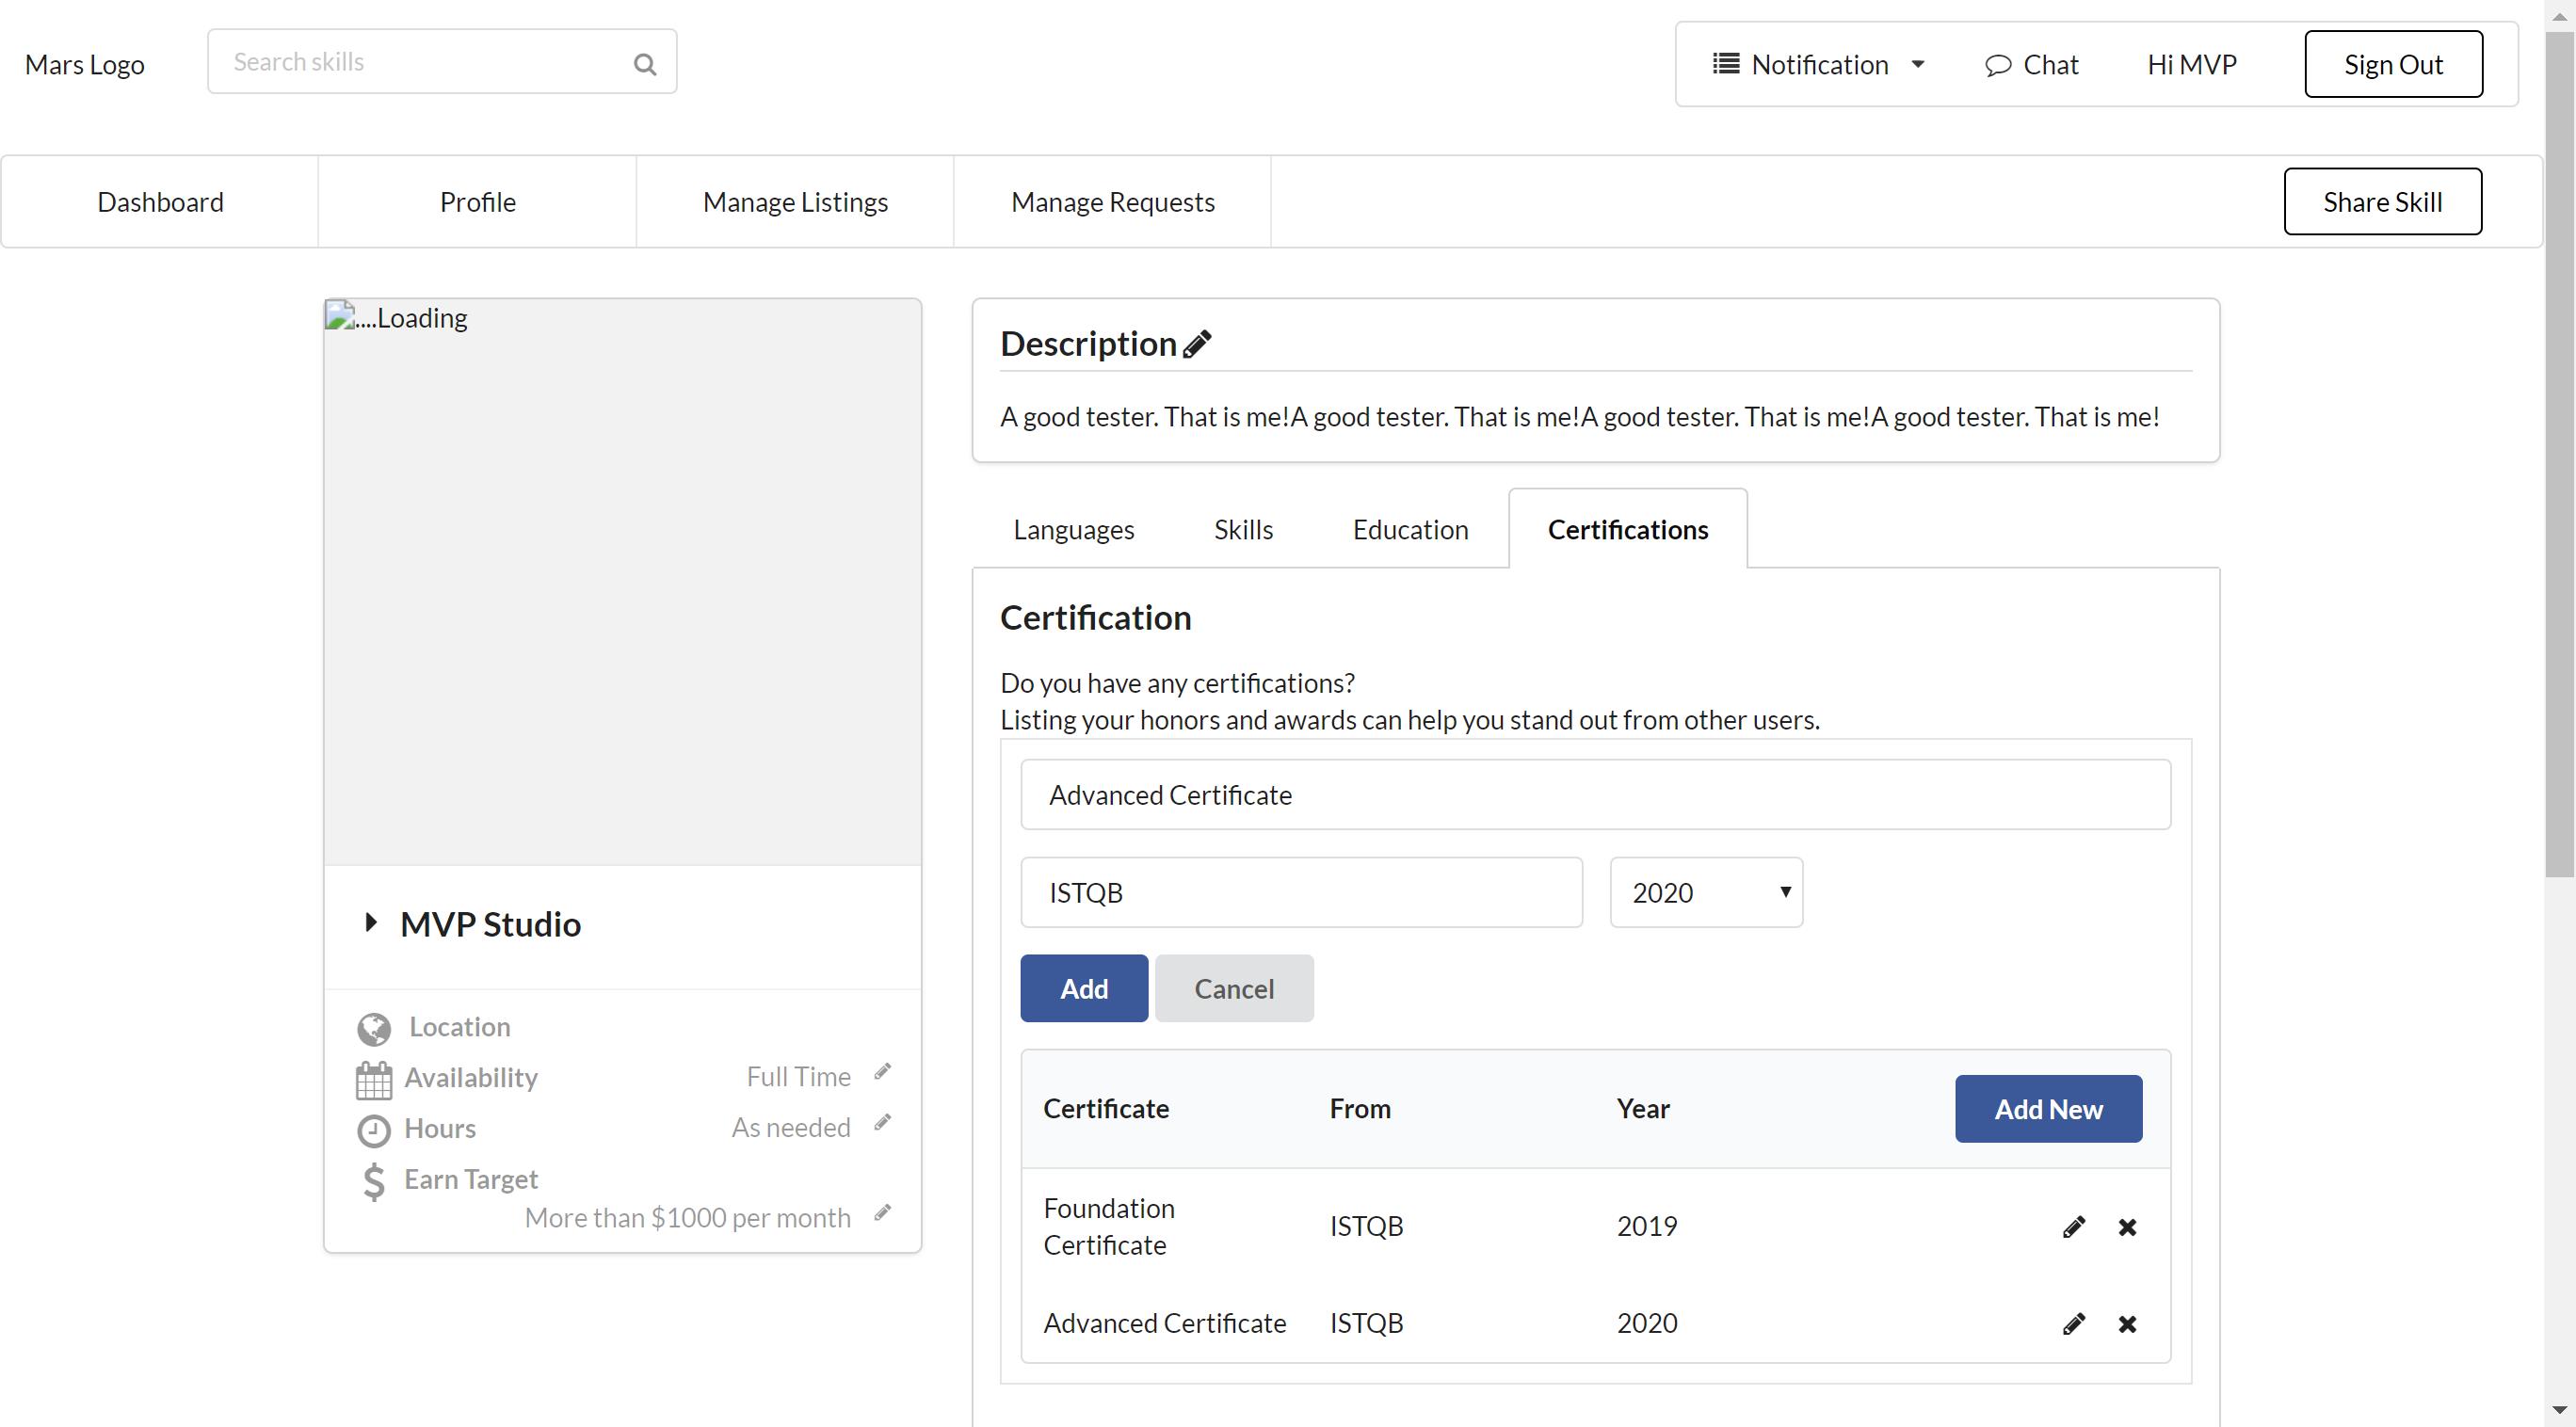 Mars Logo
Search skills
Notification
Chat
Hi MVP
Sign Out
Dashboard
Profile
Manage Listings
Manage Requests
Share Skill
....Loading
MVP Studio
Location
Availability
Full Time
Hours
As needed
Earn Target
More than $1000 per month
Description
A good tester. That is me!A good tester. That is me!A good tester. That is me!A good tester. That is me!
Languages
Skills
Education
Certifications
Certification
Do you have any certifications?
Listing your honors and awards can help you stand out from other users.
Advanced Certificate
ISTQB
2020
Add
Cancel
Certificate
From
Year
Add New
Foundation
Certificate
ISTQB
2019
Advanced Certificate
ISTQB
2020